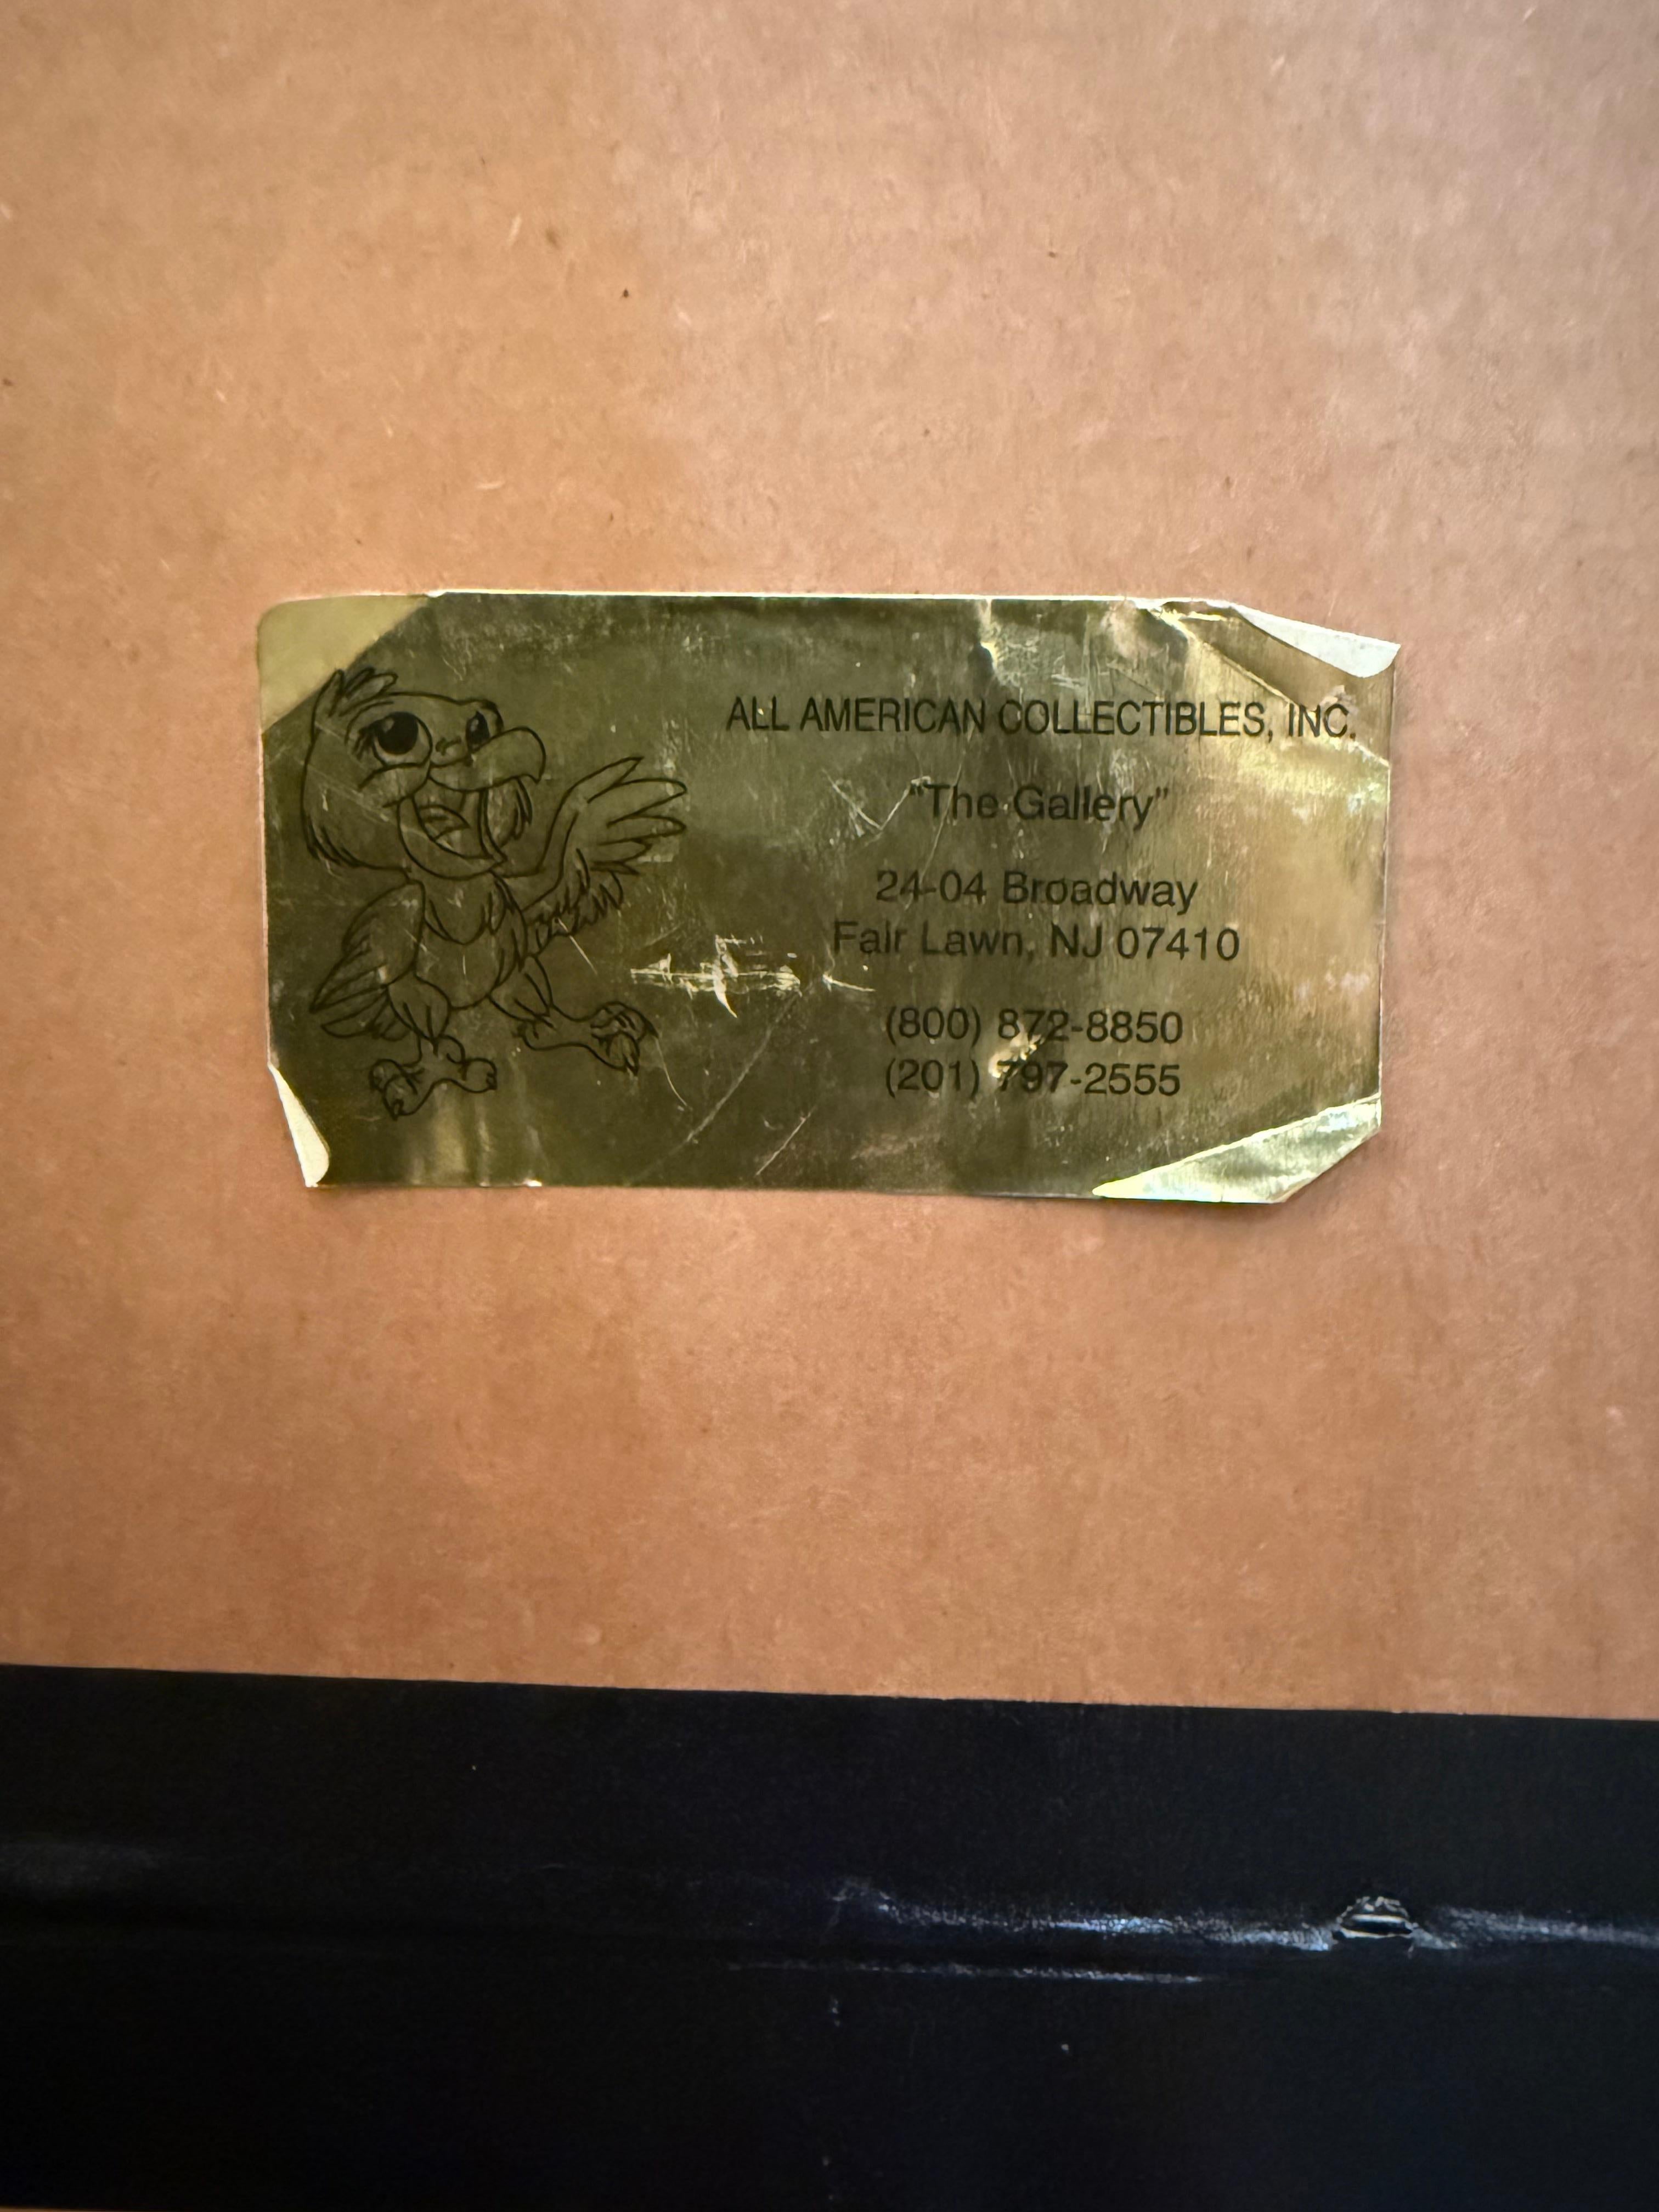 ALL AMERICAN COLLECTIBLES, INC.
"The Gallery"
24-04 Broadway
Fair Lawn, NJ 07410
(800) 872-8850
(201) 797-2555